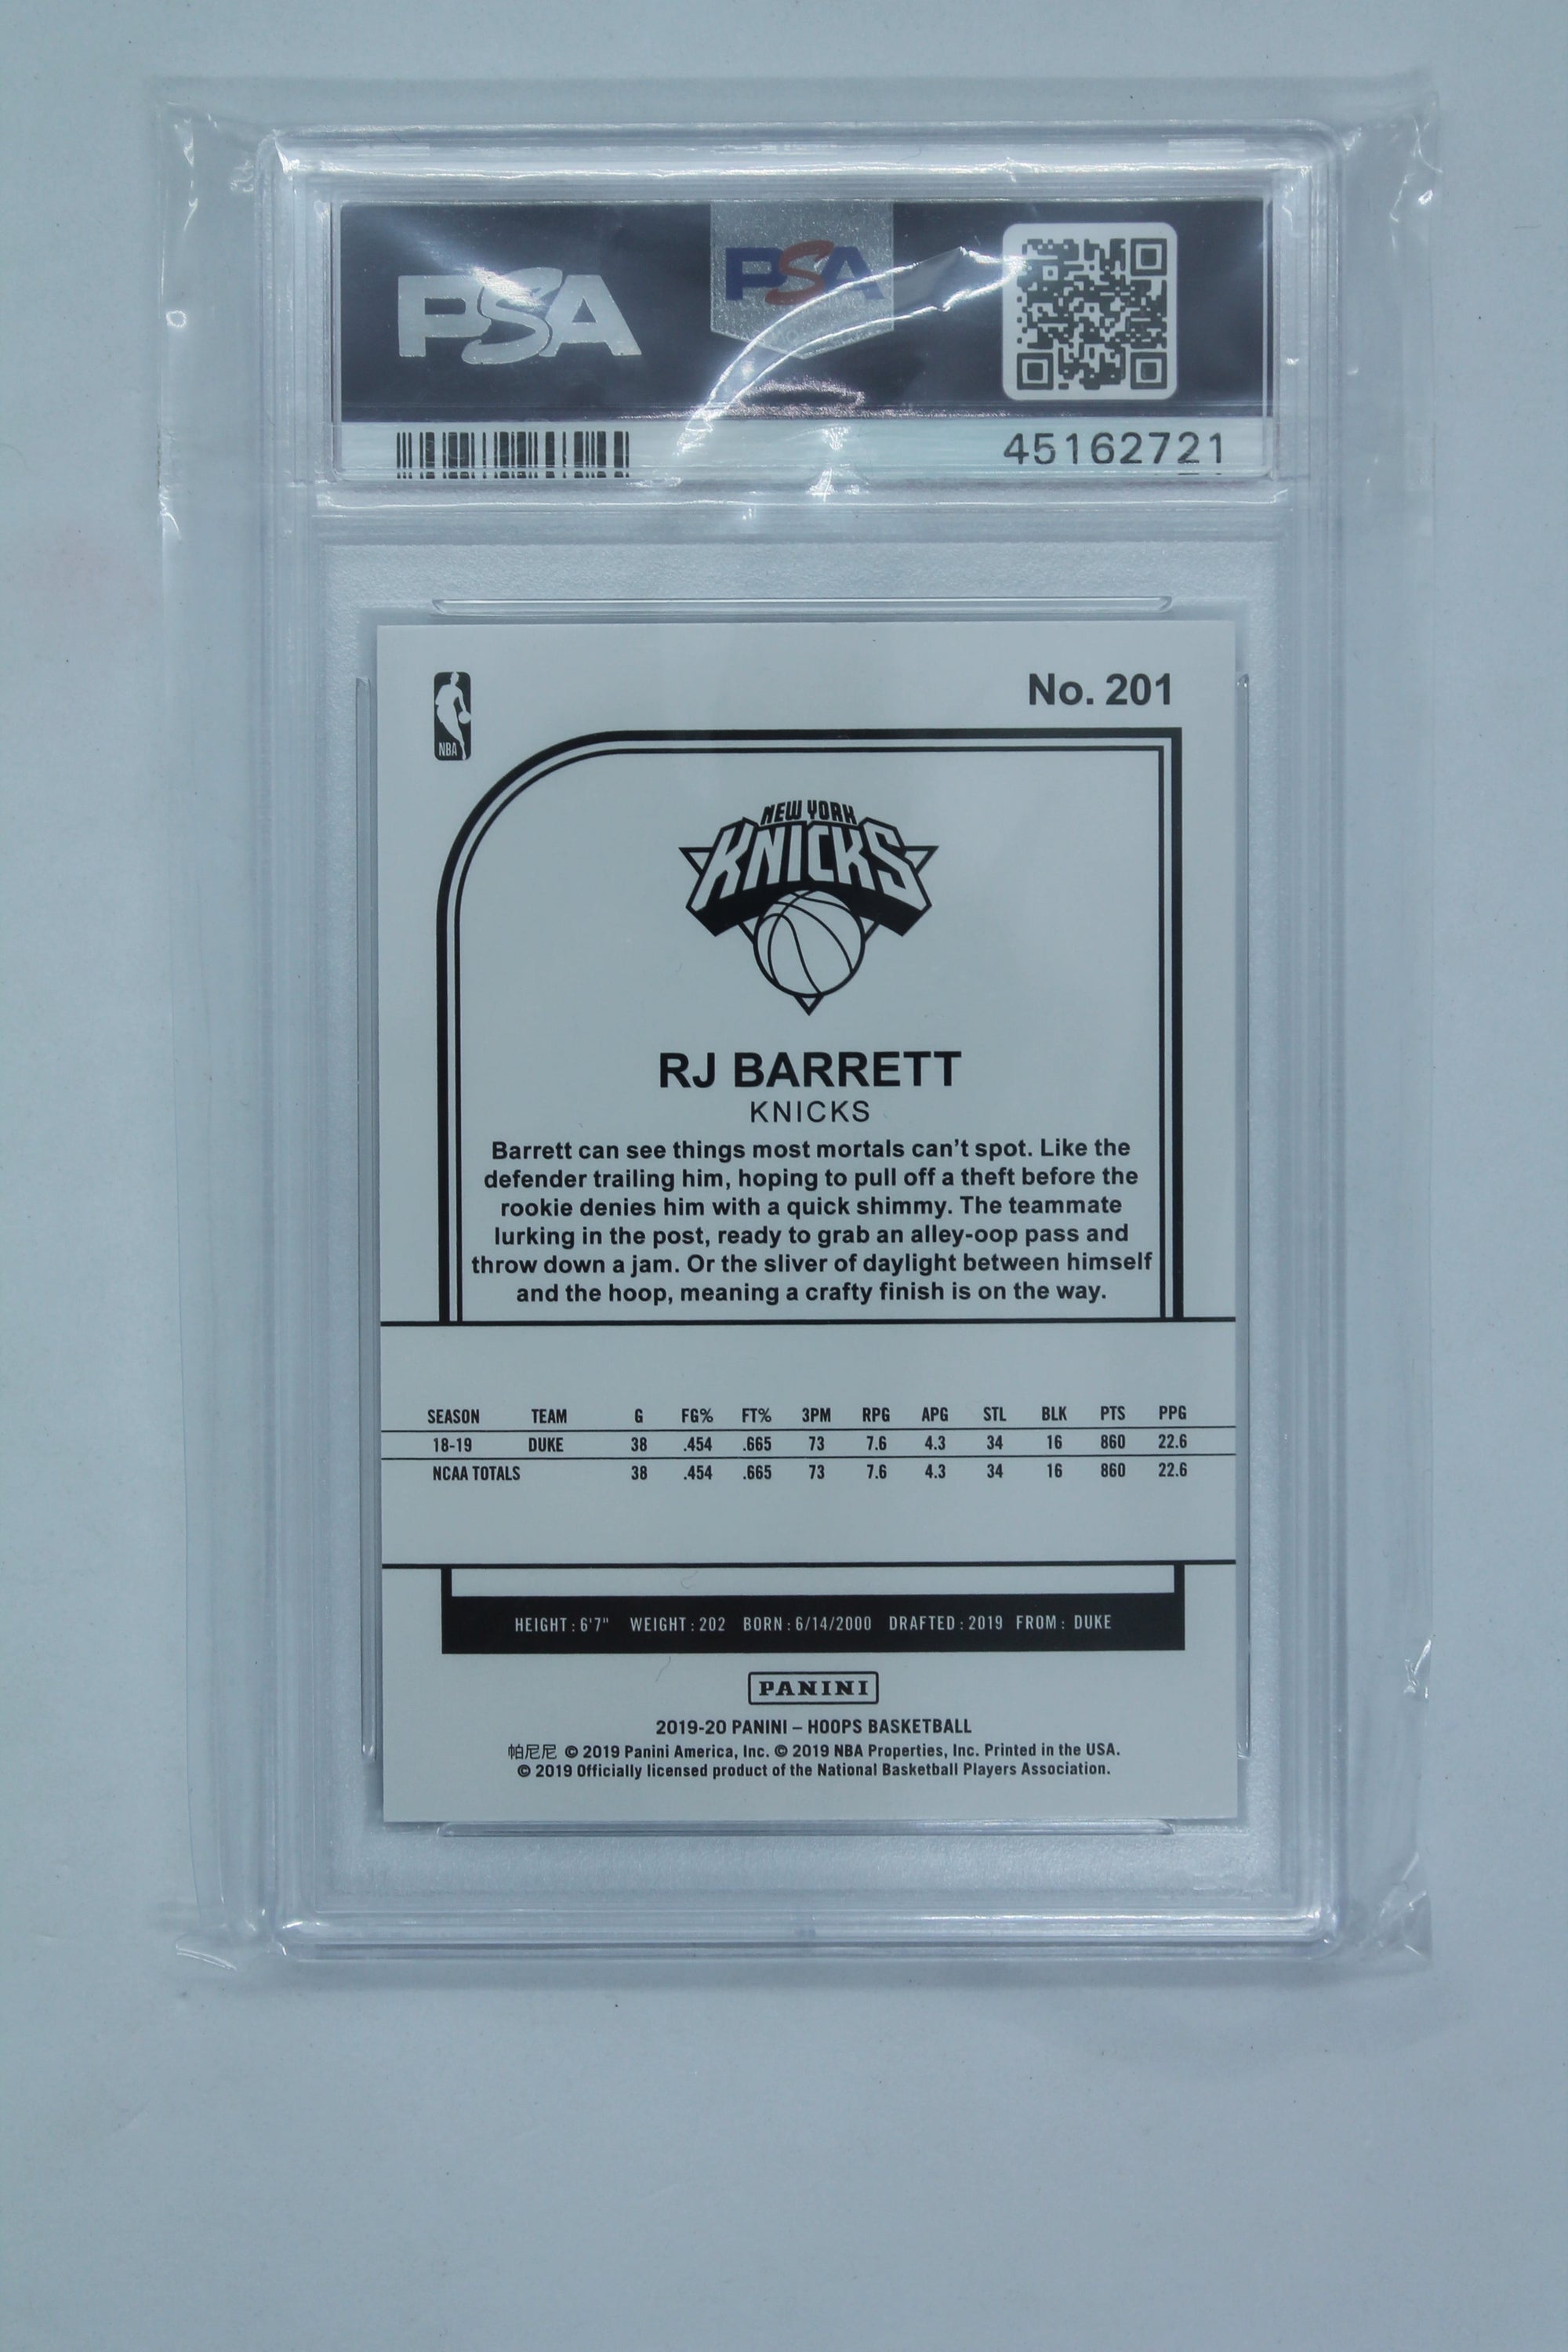 PSA
PSA
45162721
NBA
No. 201
NEW YORK
KNICKS
RJ BARRETT
KNICKS
Barrett can see things most mortals can't spot. Like the
defender trailing him, hoping to pull off a theft before the
rookie denies him with a quick shimmy. The teammate
lurking in the post, ready to grab an alley-oop pass and
throw down a jam. Or the sliver of daylight between himself
and the hoop, meaning a crafty finish is on the way.
SEASON TEAM G FG% FT% 3PM RPG APG STL BLK PTS PPG
18-19 DUKE 38 .454 .665 73 7.6 4.3 34 16 860 22.6
NCAA TOTALS 38 .454 .665 73 7.6 4.3 34 16 860 22.6
HEIGHT: 6'7" WEIGHT: 202 BORN: 6/14/2000 DRAFTED: 2019 FROM: DUKE
PANINI
2019-20 PANINI – HOOPS BASKETBALL
帕尼尼 © 2019 Panini America, Inc. © 2019 NBA Properties, Inc. Printed in the USA.
© 2019 Officially licensed product of the National Basketball Players Association.